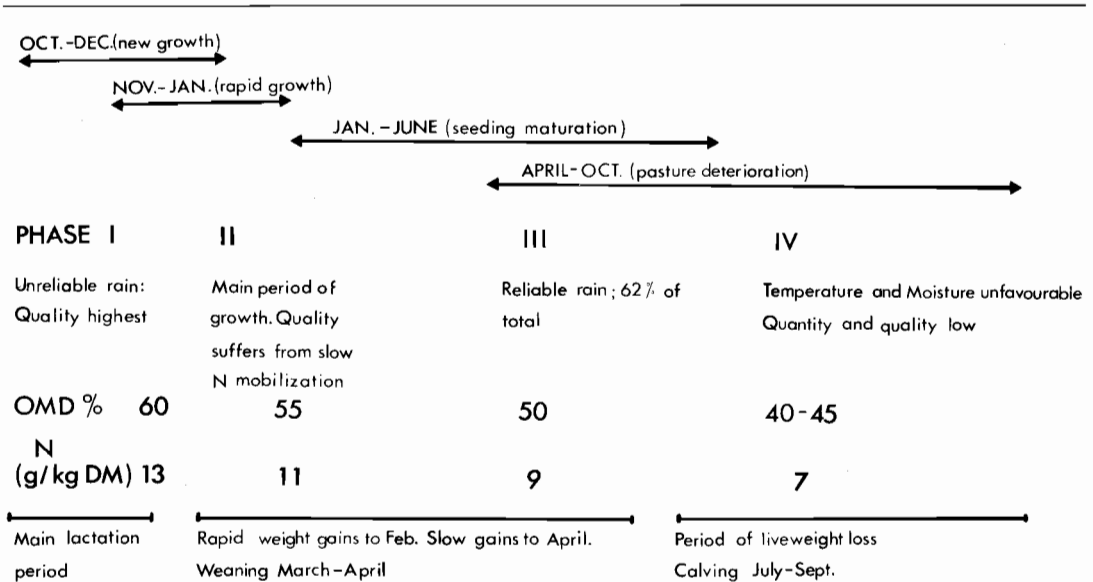 OCT.-DEC.(new growth)
NOV.- JAN. (rapid growth)
JAN. - JUNE (seeding maturation)
APRIL- OCT. (pasture deterioration)
PHASE I II III IV
Unreliable rain:
Quality highest
Main period of
growth. Quality
suffers from slow
N mobilization
Reliable rain ; 62 % of
total
Temperature and Moisture unfavourable
Quantity and quality low
OMD % 60 55 50 40-45
N
(g/kg DM) 13 11 9 7
Main lactation
period
Rapid weight gains to Feb. Slow gains to April.
Weaning March-April
Period of liveweight loss
Calving July-Sept.